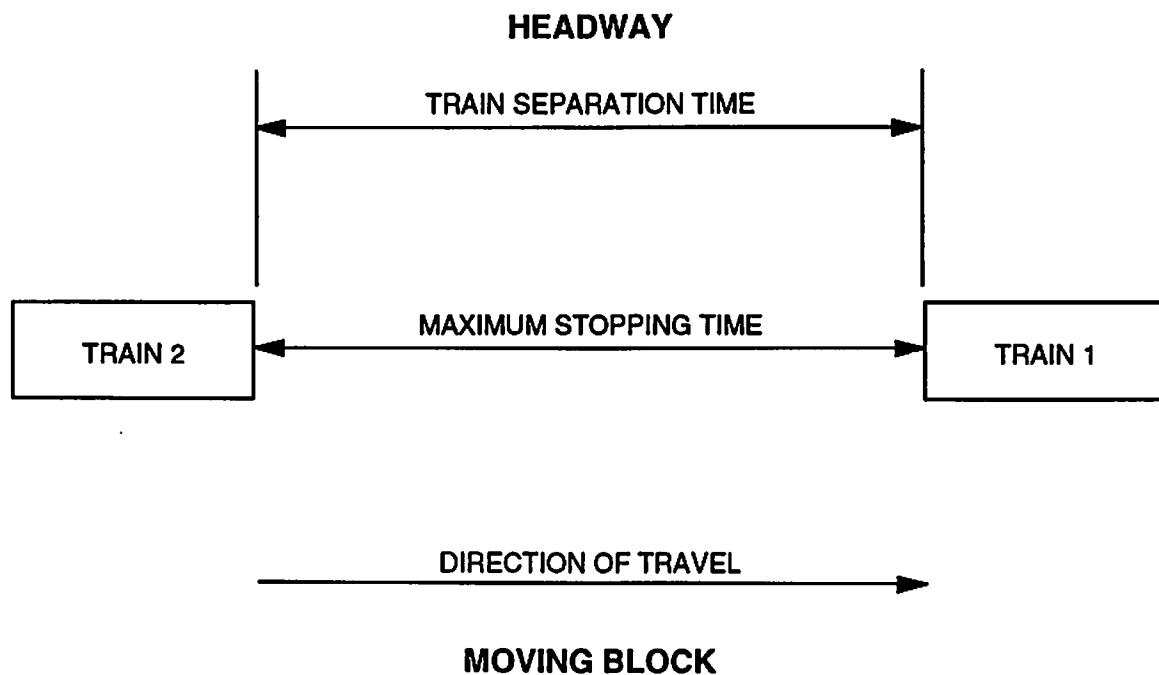 HEADWAY
TRAIN SEPARATION TIME
MAXIMUM STOPPING TIME
TRAIN 2
TRAIN 1
DIRECTION OF TRAVEL
MOVING BLOCK